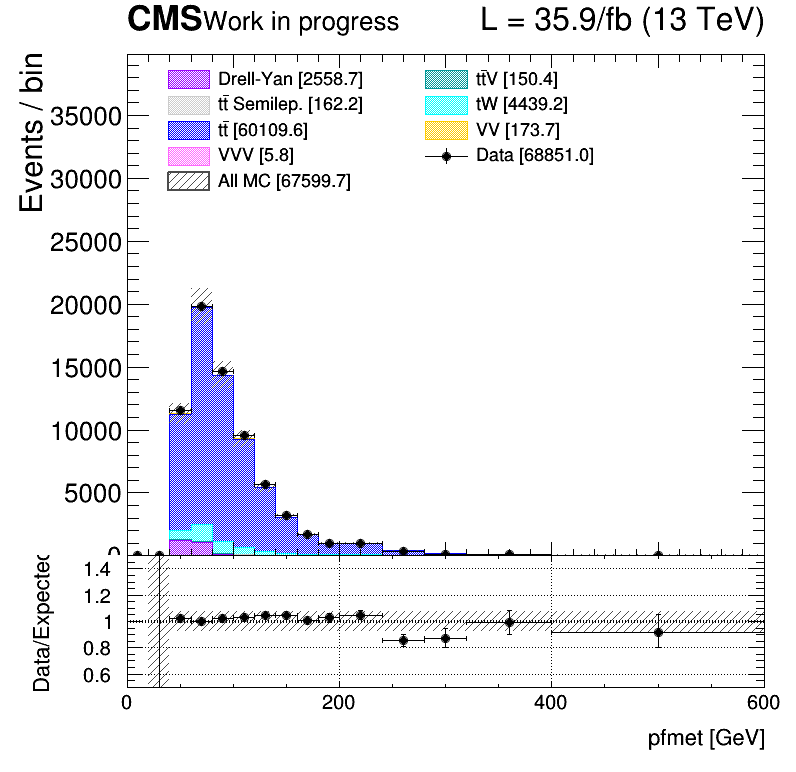 CMS Work in progress L = 35.9/fb (13 TeV)
Events / bin
Drell-Yan [2558.7]
tt̄ Semilep. [162.2]
tt̄ [60109.6]
VVV [5.8]
All MC [67599.7]
tt̄V [150.4]
tW [4439.2]
VV [173.7]
Data [68851.0]
35000
30000
25000
20000
15000
10000
5000
0
Data/Expected
1.4
1.2
1
0.8
0.6
0 200 400 600
pfmet [GeV]